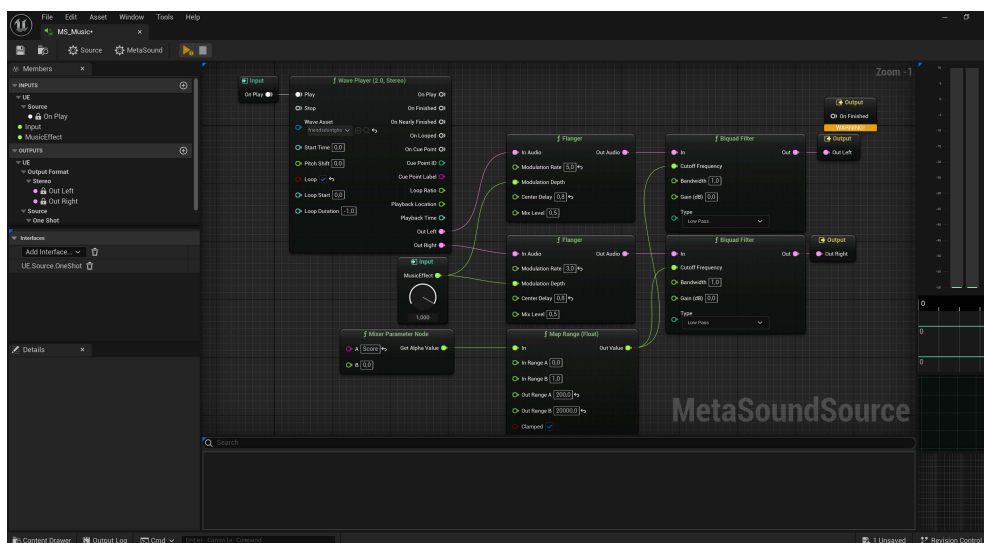 File Edit Asset Window Tools Help
MS_Music• ×
Source MetaSound
Members ×
INPUTS
UE
Source
On Play
Input
MusicEffect
OUTPUTS
UE
Output Format
Stereo
Out Left
Out Right
Source
One Shot
Interfaces
Add Interface...
UE.Source.OneShot
Details ×
Zoom -1
Input
On Play
Wave Player (2.0, Stereo)
Play On Play
Stop On Finished
Wave Asset On Nearly Finished
On Looped
Start Time 0,0 On Cue Point
Pitch Shift 0,0 Cue Point ID
Loop Cue Point Label
Loop Start 0,0 Loop Ratio
Loop Duration -1,0 Playback Location
Playback Time
Out Left
Out Right
Input
MusicEffect
1,000
Mixer Parameter Node
A Score Get Alpha Value
B 0,0
Flanger
In Audio Out Audio
Modulation Rate 5,0
Modulation Depth
Center Delay 0,8
Mix Level 0,5
Flanger
In Audio Out Audio
Modulation Rate 3,0
Modulation Depth
Center Delay 0,8
Mix Level 0,5
Map Range (Float)
In Out Value
In Range A 0,0
In Range B 1,0
Out Range A 200,0
Out Range B 20000,0
Clamped
Biquad Filter
In Out
Cutoff Frequency
Bandwidth 1,0
Gain (dB) 0,0
Type
Low Pass
Biquad Filter
In Out
Cutoff Frequency
Bandwidth 1,0
Gain (dB) 0,0
Type
Low Pass
Output
On Finished
WARNING!
Output
Out Left
Output
Out Right
MetaSoundSource
Search
0
0
0
Content Drawer Output Log Cmd Enter Console Command 1 Unsaved Revision Control